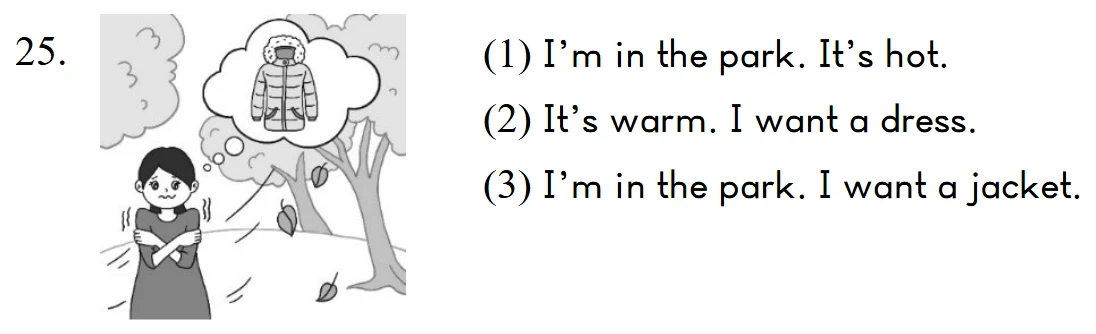 25.
(1) I’m in the park. It’s hot.
(2) It’s warm. I want a dress.
(3) I’m in the park. I want a jacket.